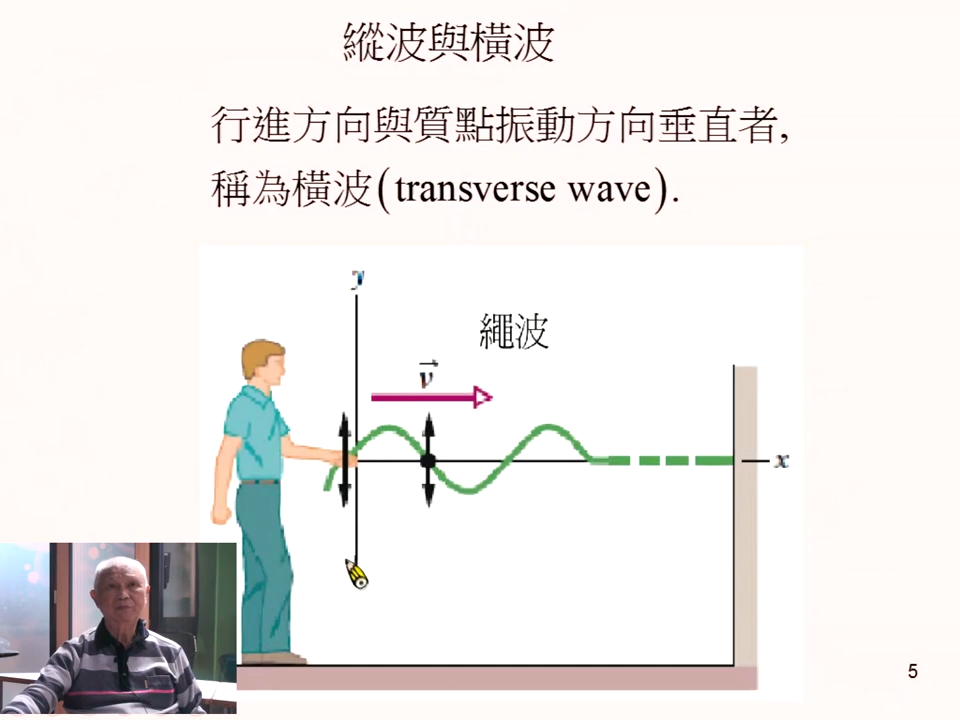 縱波與橫波
行進方向與質點振動方向垂直者,
稱為橫波(transverse wave).
y
繩波
v
x
5